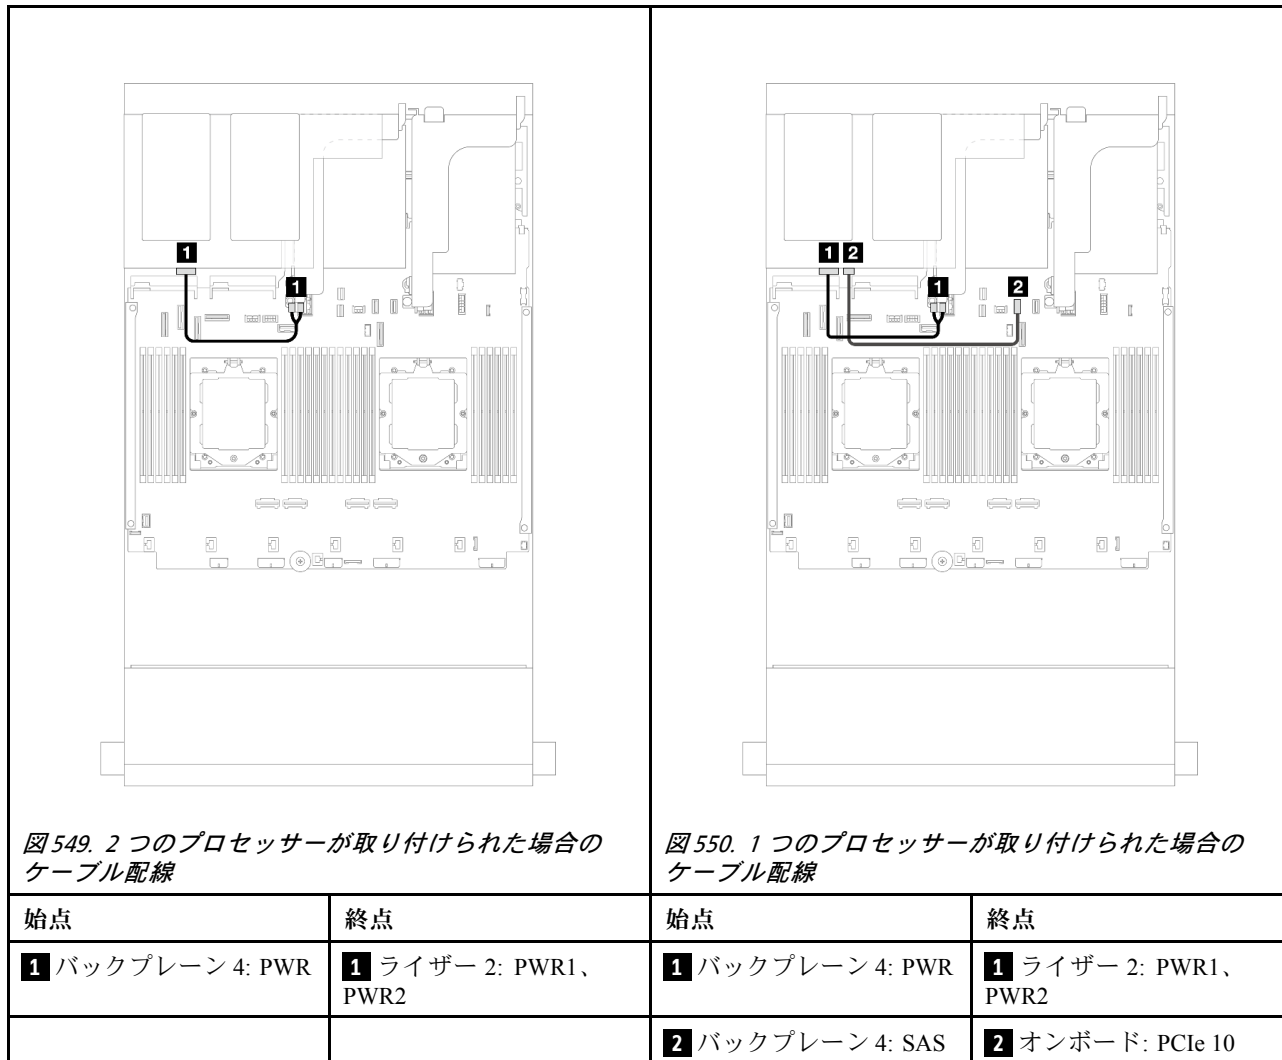 1
1
図 549. 2 つのプロセッサーが取り付けられた場合の
ケーブル配線
1 2
1
2
図 550. 1 つのプロセッサーが取り付けられた場合の
ケーブル配線
始点 終点 始点 終点
1 バックプレーン 4: PWR
1 ライザー 2: PWR1、
PWR2
1 バックプレーン 4: PWR
1 ライザー 2: PWR1、
PWR2
2 バックプレーン 4: SAS
2 オンボード: PCIe 10